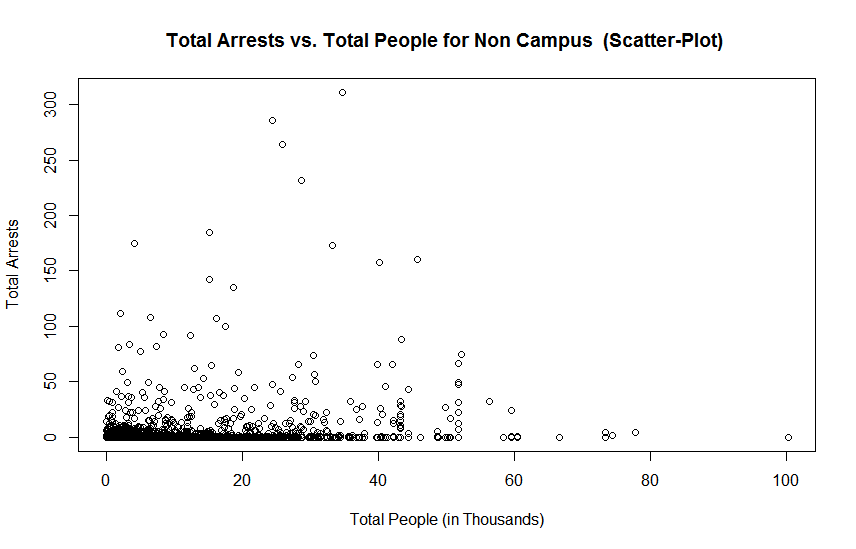 Total Arrests vs. Total People for Non Campus  (Scatter-Plot)
300
250
200
150
100
50
0
Total Arrests
0 20 40 60 80 100
Total People (in Thousands)